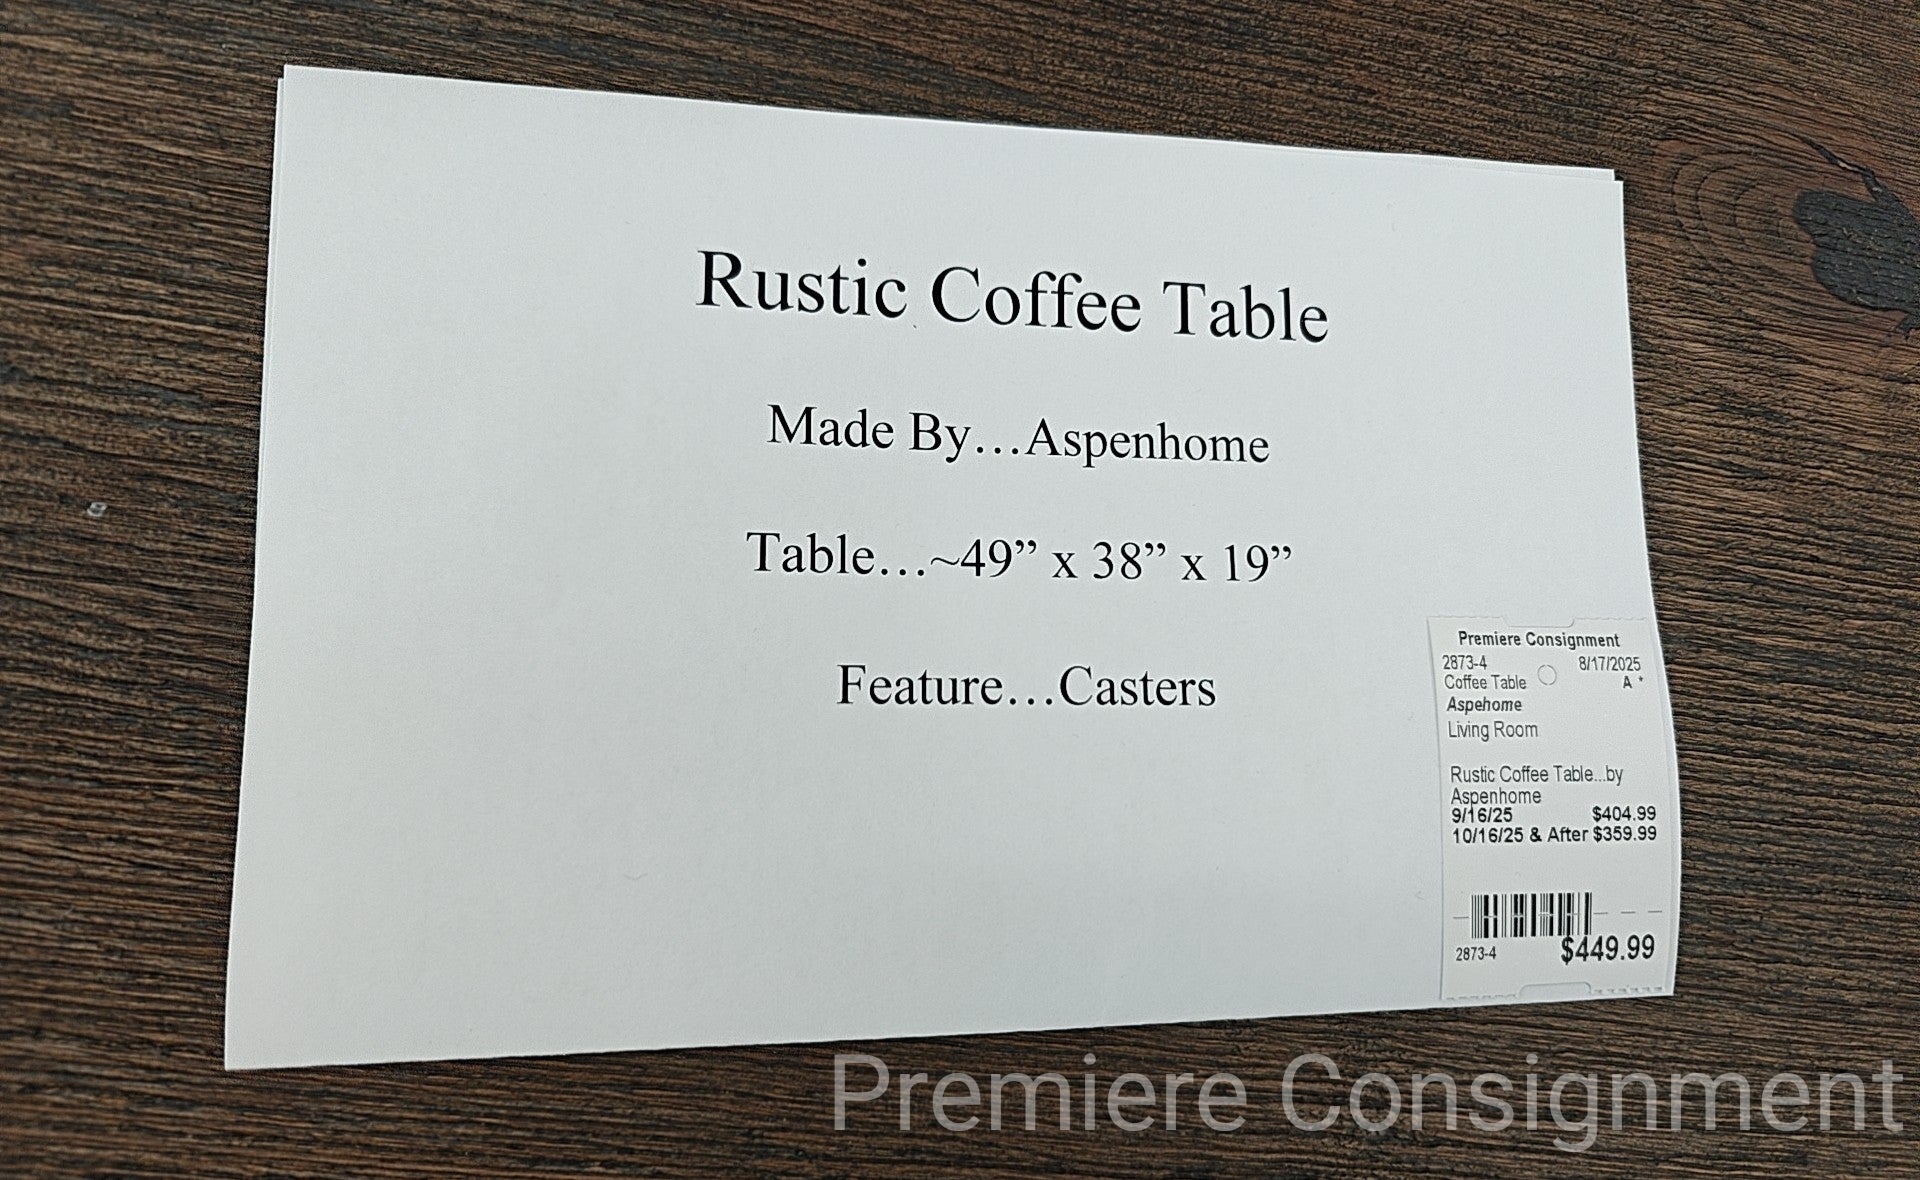 Rustic Coffee Table
Made By…Aspenhome
Table…~49” x 38” x 19”
Feature…Casters
Premiere Consignment
2873-4 8/17/2025
Coffee Table A *
Aspehome
Living Room
Rustic Coffee Table...by
Aspenhome
9/16/25 $404.99
10/16/25 & After $359.99
2873-4 $449.99
Premiere Consignment